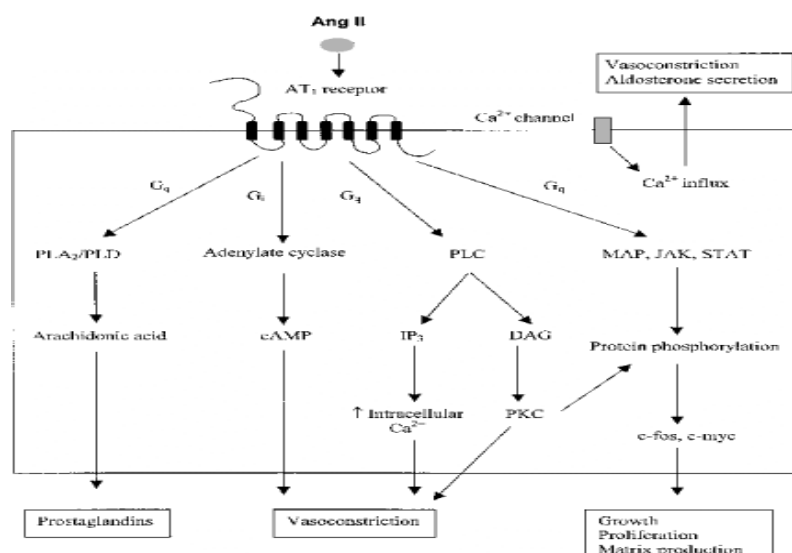 Ang II
AT₁ receptor
Vasoconstriction
Aldosterone secretion
Ca²⁺ channel
Ca²⁺ influx
Gq
Gi
Gq
Gq
PLA₂/PLD
Adenylate cyclase
PLC
MAP, JAK, STAT
Arachidonic acid
cAMP
IP₃
DAG
Protein phosphorylation
↑ Intracellular
Ca²⁺
PKC
c-fos, c-myc
Prostaglandins
Vasoconstriction
Growth
Proliferation
Matrix production